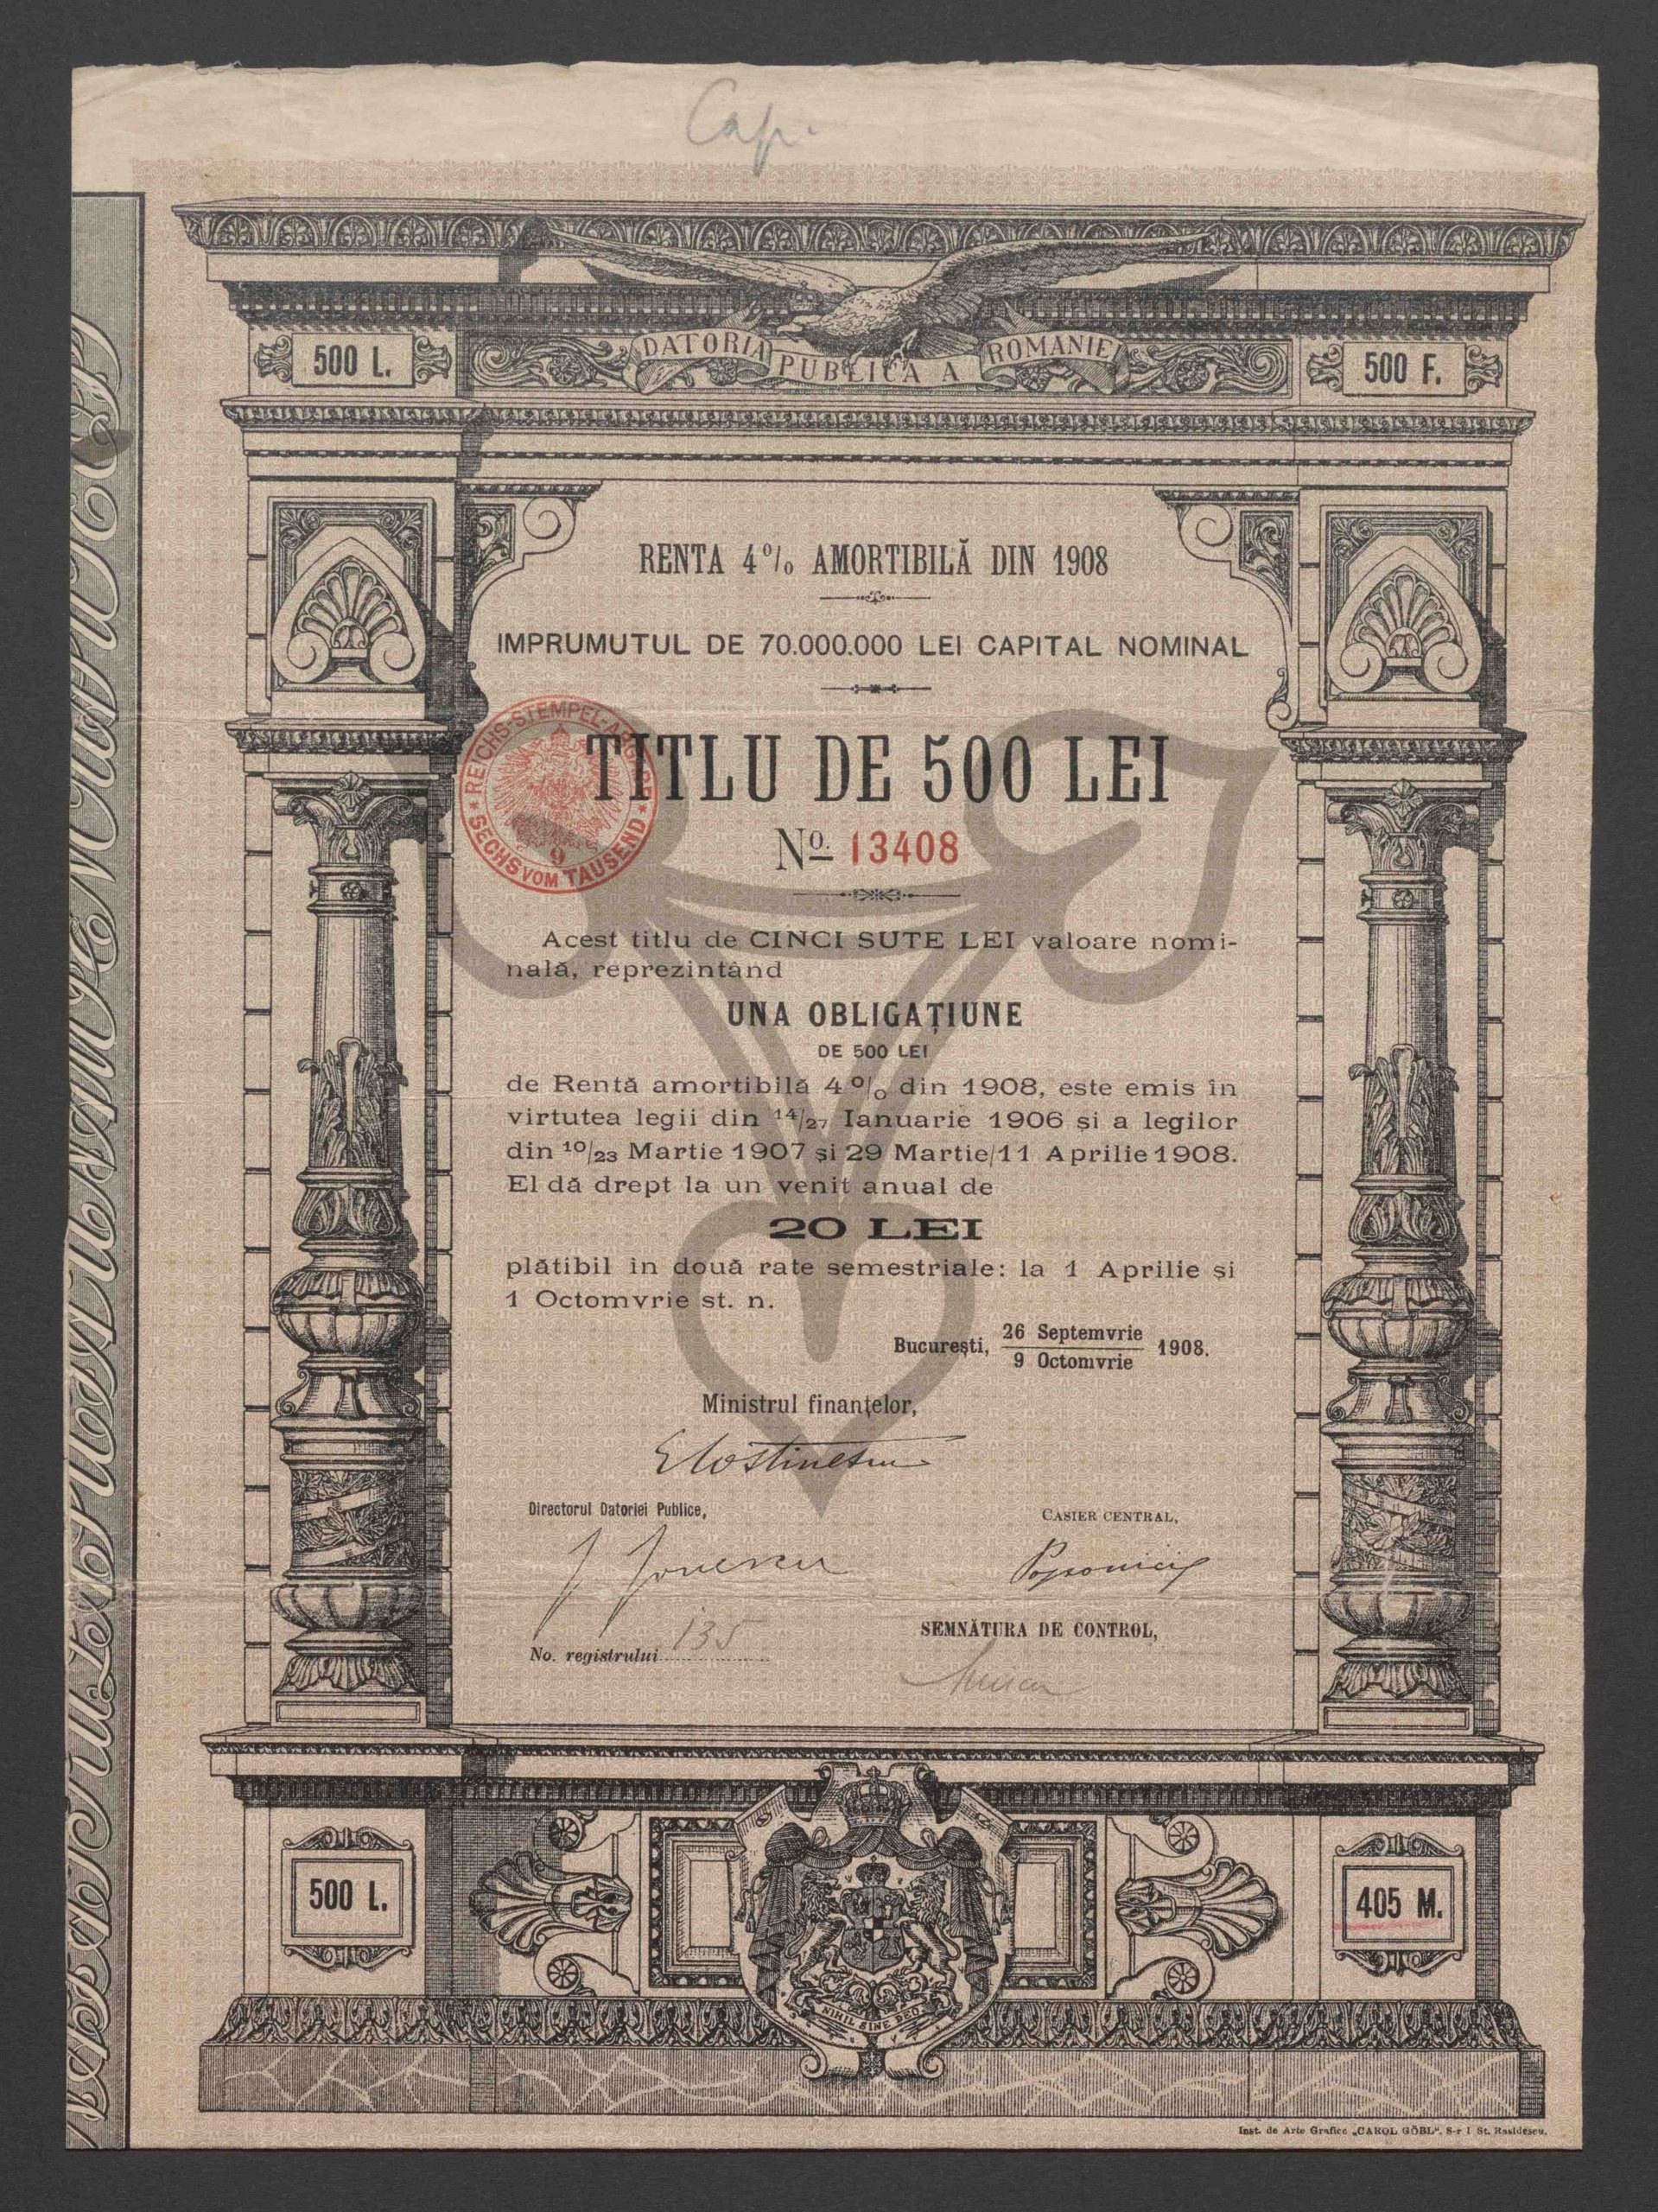 Cap.
500 L.
DATORIA PUBLICA A ROMANIEI
500 F.
RENTA 4% AMORTIBILĂ DIN 1908
IMPRUMUTUL DE 70.000.000 LEI CAPITAL NOMINAL
REICHS-STEMPEL-ABGABE
9
SECHS VOM TAUSEND
TITLU DE 500 LEI
No. 13408
Acest titlu de CINCI SUTE LEI valoare nomi-
nală, reprezintând
UNA OBLIGAȚIUNE
DE 500 LEI
de Rentă amortibilă 4% din 1908, este emis în
virtutea legii din 14/27 Ianuarie 1906 și a legilor
din 10/23 Martie 1907 și 29 Martie/11 Aprilie 1908.
El dă drept la un venit anual de
20 LEI
plătibil în două rate semestriale: la 1 Aprilie și
1 Octomvrie st. n.
București, 26 Septemvrie / 9 Octomvrie 1908.
Ministrul finanțelor,
Directorul Datoriei Publice,
CASIER CENTRAL,
No. registrului 135
SEMNĂTURA DE CONTROL,
500 L.
405 M.
NIHIL SINE DEO
Inst. de Arte Grafice „CAROL GÖBL“. S-r I St. Rasidescu.